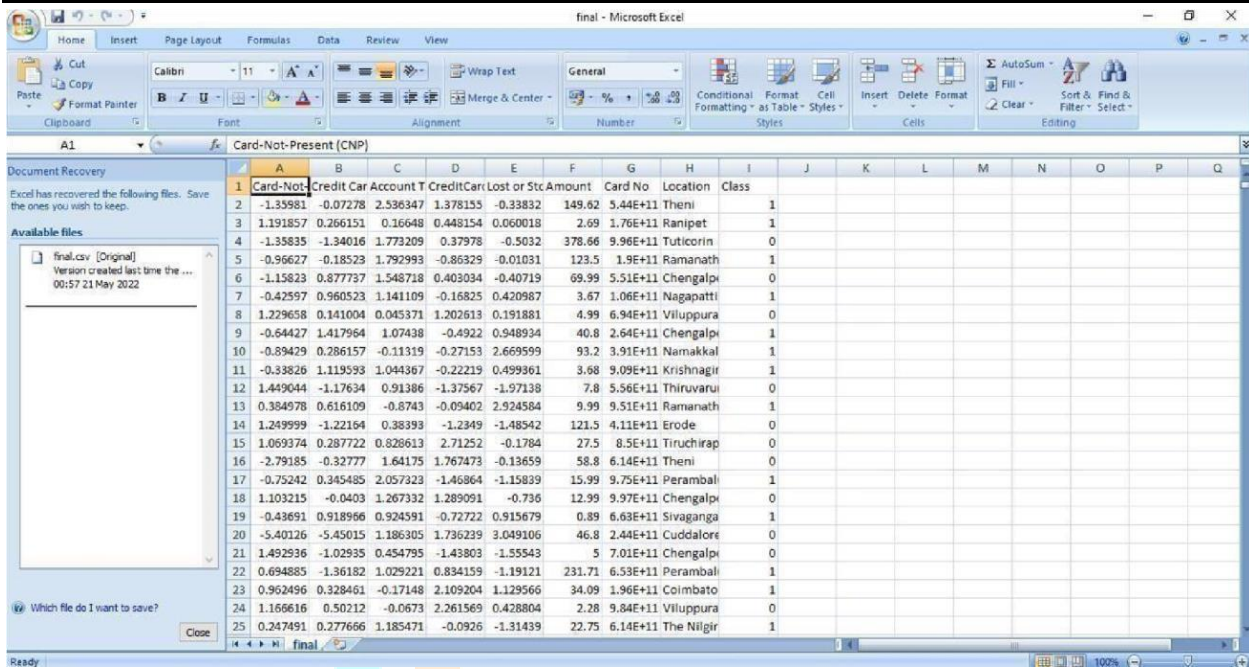 final - Microsoft Excel
Home Insert Page Layout Formulas Data Review View
Paste
Cut
Copy
Format Painter
Clipboard
Calibri 11
B I U
Font
Wrap Text
Merge & Center
Alignment
General
Number
Conditional Formatting
Format as Table
Cell Styles
Styles
Insert Delete Format
Cells
Σ AutoSum
Fill
Clear
Sort & Filter
Find & Select
Editing
A1 fx Card-Not-Present (CNP)
Document Recovery
Excel has recovered the following files. Save
the ones you wish to keep.
Available files
final.csv [Original]
Version created last time the ...
00:57 21 May 2022
Which file do I want to save?
Close
A B C D E F G H I J K L M N O P Q
1 Card-Not- Credit Car Account T CreditCard Lost or Sto Amount Card No Location Class
2 -1.35981 -0.07278 2.536347 1.378155 -0.33832 149.62 5.44E+11 Theni 1
3 1.191857 0.266151 0.16648 0.448154 0.060018 2.69 1.76E+11 Ranipet 1
4 -1.35835 -1.34016 1.773209 0.37978 -0.5032 378.66 9.96E+11 Tuticorin 0
5 -0.96627 -0.18523 1.792993 -0.86329 -0.01031 123.5 1.9E+11 Ramanath 1
6 -1.15823 0.877737 1.548718 0.403034 -0.40719 69.99 5.51E+11 Chengalpe 0
7 -0.42597 0.960523 1.141109 -0.16825 0.420987 3.67 1.06E+11 Nagapatti 1
8 1.229658 0.141004 0.045371 1.202613 0.191881 4.99 6.94E+11 Viluppura 0
9 -0.64427 1.417964 1.07438 -0.4922 0.948934 40.8 2.64E+11 Chengalpe 1
10 -0.89429 0.286157 -0.11319 -0.27153 2.669599 93.2 3.91E+11 Namakkal 1
11 -0.33826 1.119593 1.044367 -0.22219 0.499361 3.68 9.09E+11 Krishnagir 1
12 1.449044 -1.17634 0.91386 -1.37567 -1.97138 7.8 5.56E+11 Thiruvaru 0
13 0.384978 0.616109 -0.8743 -0.09402 2.924584 9.99 9.51E+11 Ramanath 1
14 1.249999 -1.22164 0.38393 -1.2349 -1.48542 121.5 4.11E+11 Erode 0
15 1.069374 0.287722 0.828613 2.71252 -0.1784 27.5 8.5E+11 Tiruchirap 0
16 -2.79185 -0.32777 1.64175 1.767473 -0.13659 58.8 6.14E+11 Theni 0
17 -0.75242 0.345485 2.057323 -1.46864 -1.15839 15.99 9.75E+11 Perambal 1
18 1.103215 -0.0403 1.267332 1.289091 -0.736 12.99 9.97E+11 Chengalpe 0
19 -0.43691 0.918966 0.924591 -0.72722 0.915679 0.89 6.63E+11 Sivaganga 1
20 -5.40126 -5.45015 1.186305 1.736239 3.049106 46.8 2.44E+11 Cuddalore 0
21 1.492936 -1.02935 0.454795 -1.43803 -1.55543 5 7.01E+11 Chengalpe 0
22 0.694885 -1.36182 1.029221 0.834159 -1.19121 231.71 6.53E+11 Perambal 1
23 0.962496 0.328461 -0.17148 2.109204 1.129566 34.09 1.96E+11 Coimbato 1
24 1.166616 0.50212 -0.0673 2.261569 0.428804 2.28 9.84E+11 Viluppura 0
25 0.247491 0.277666 1.185471 -0.0926 -1.31439 22.75 6.14E+11 The Nilgir 1
final
Ready 100%